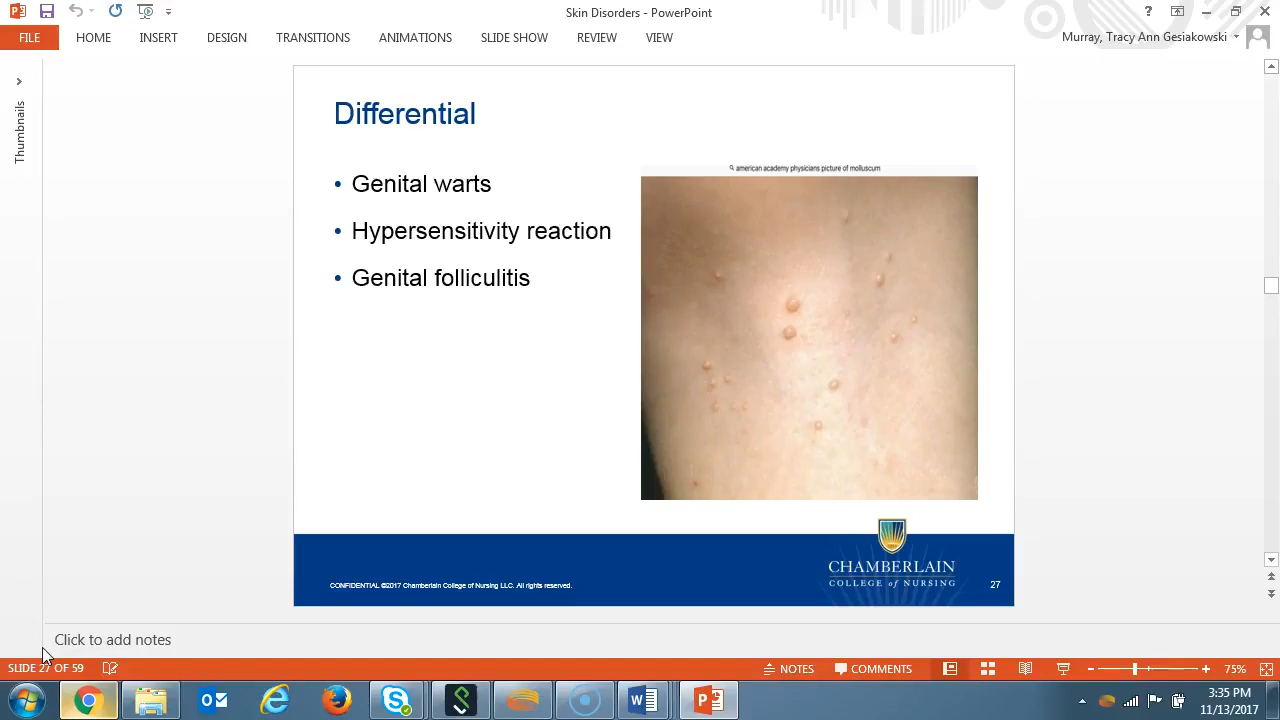 Skin Disorders - PowerPoint
?
FILE HOME INSERT DESIGN TRANSITIONS ANIMATIONS SLIDE SHOW REVIEW VIEW
Murray, Tracy Ann Gesiakowski
Thumbnails
Differential
american academy physicians picture of molluscum
• Genital warts
• Hypersensitivity reaction
• Genital folliculitis
CHAMBERLAIN
COLLEGE of NURSING
CONFIDENTIAL ©2017 Chamberlain College of Nursing LLC. All rights reserved.
27
Click to add notes
SLIDE 27 OF 59
NOTES COMMENTS 75%
3:35 PM
11/13/2017